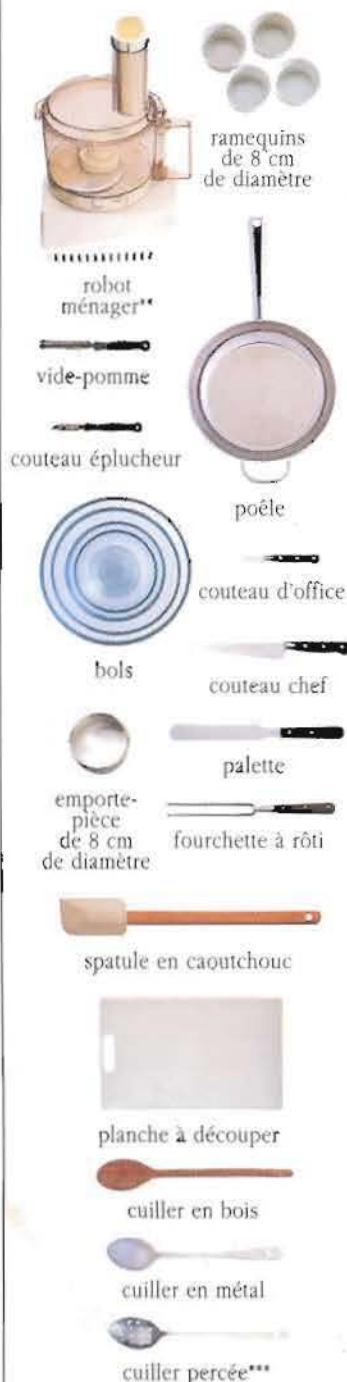 ramequins
de 8 cm
de diamètre
robot
ménager**
vide-pomme
couteau éplucheur
poêle
couteau d'office
bols
couteau chef
palette
emporte-
pièce
de 8 cm
de diamètre
fourchette à rôti
spatule en caoutchouc
planche à découper
cuiller en bois
cuiller en métal
cuiller percée***